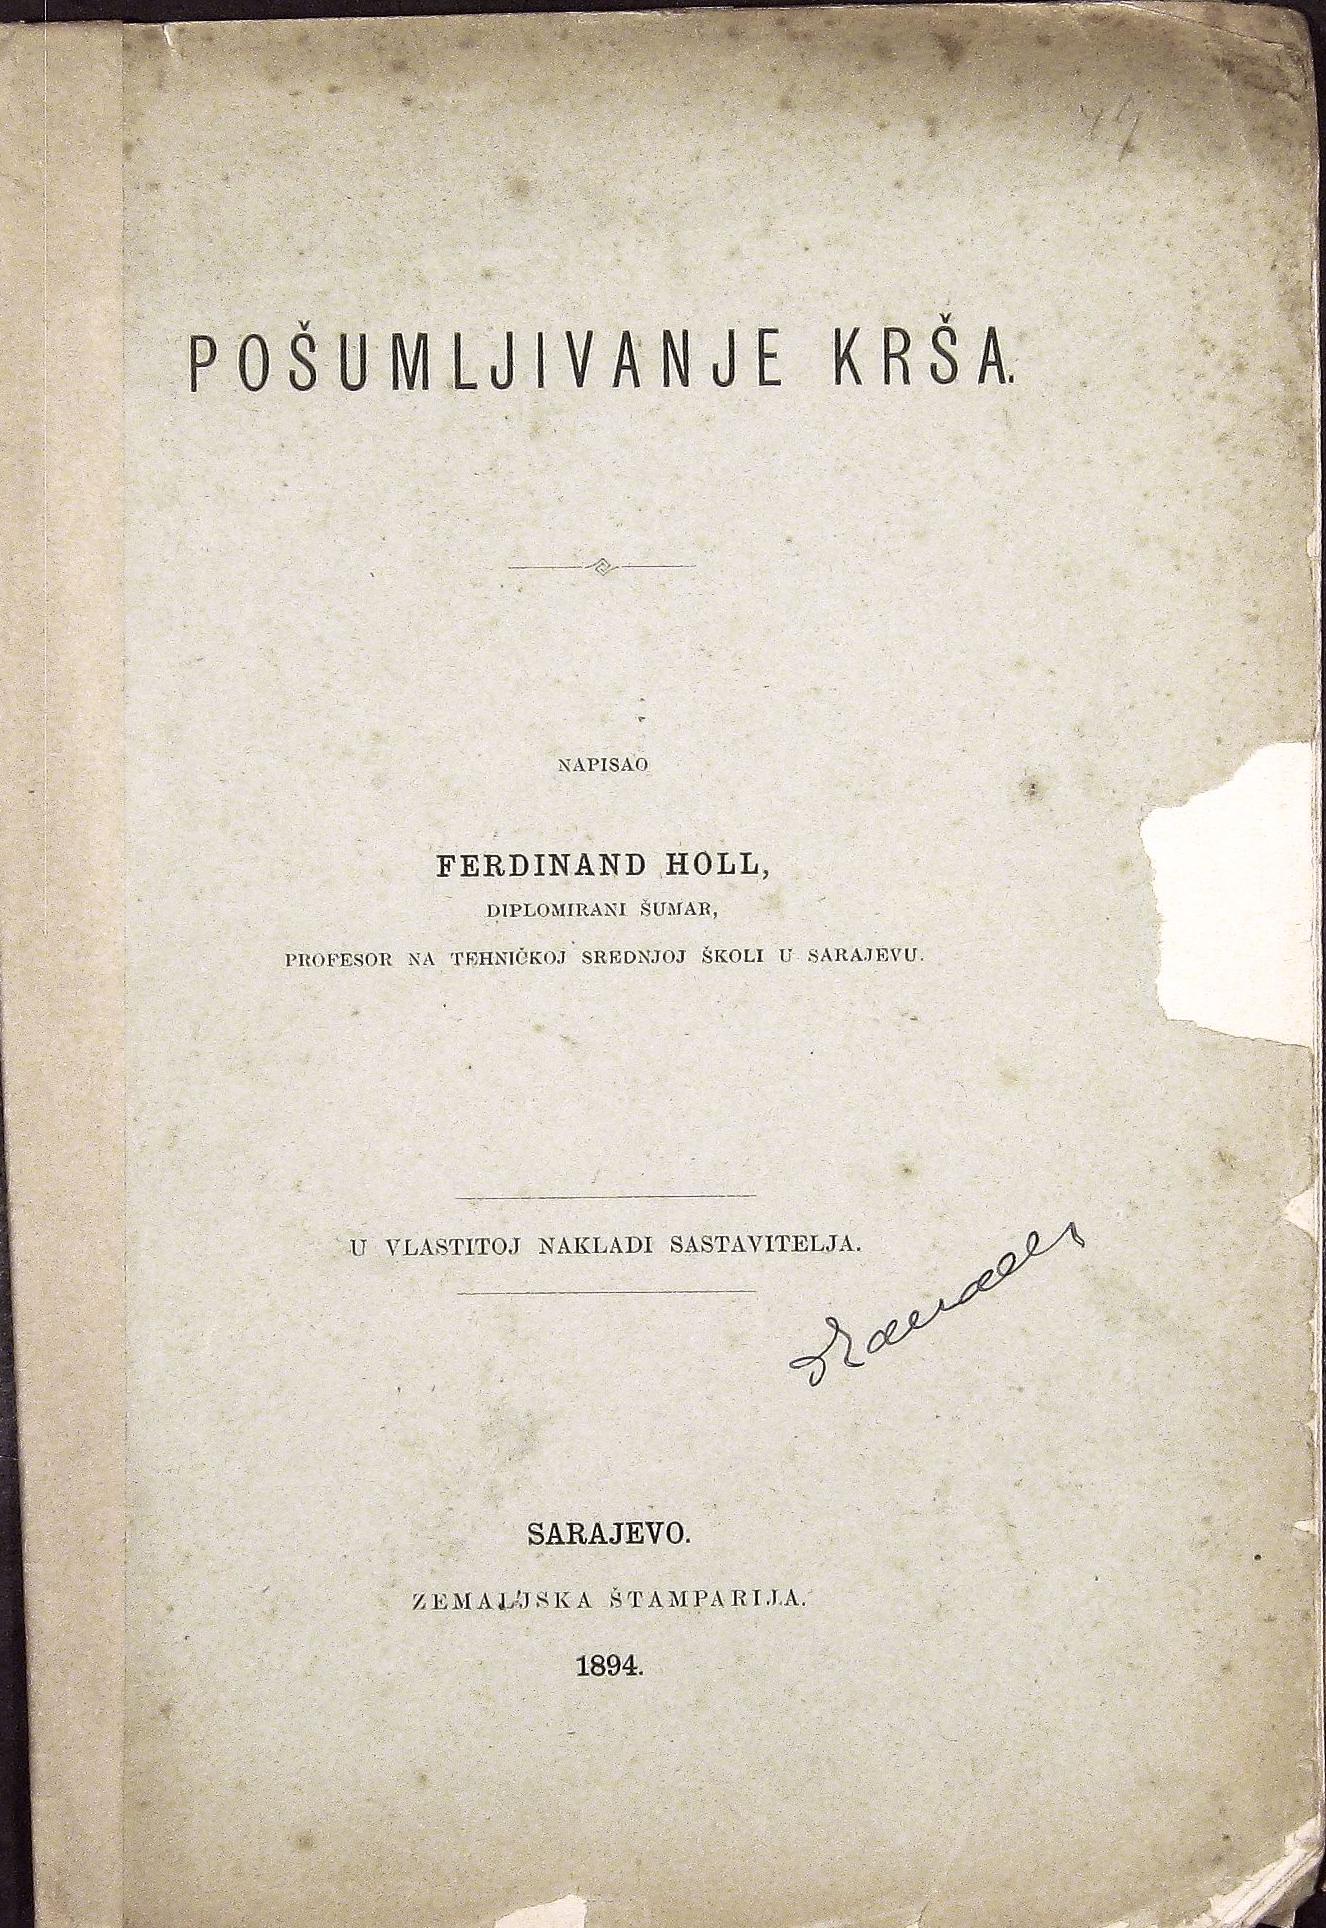 POŠUMLJIVANJE KRŠA.
NAPISAO
FERDINAND HOLL,
DIPLOMIRANI ŠUMAR,
PROFESOR NA TEHNIČKOJ SREDNJOJ ŠKOLI U SARAJEVU.
U VLASTITOJ NAKLADI SASTAVITELJA.
SARAJEVO.
ZEMALJSKA ŠTAMPARIJA.
1894.